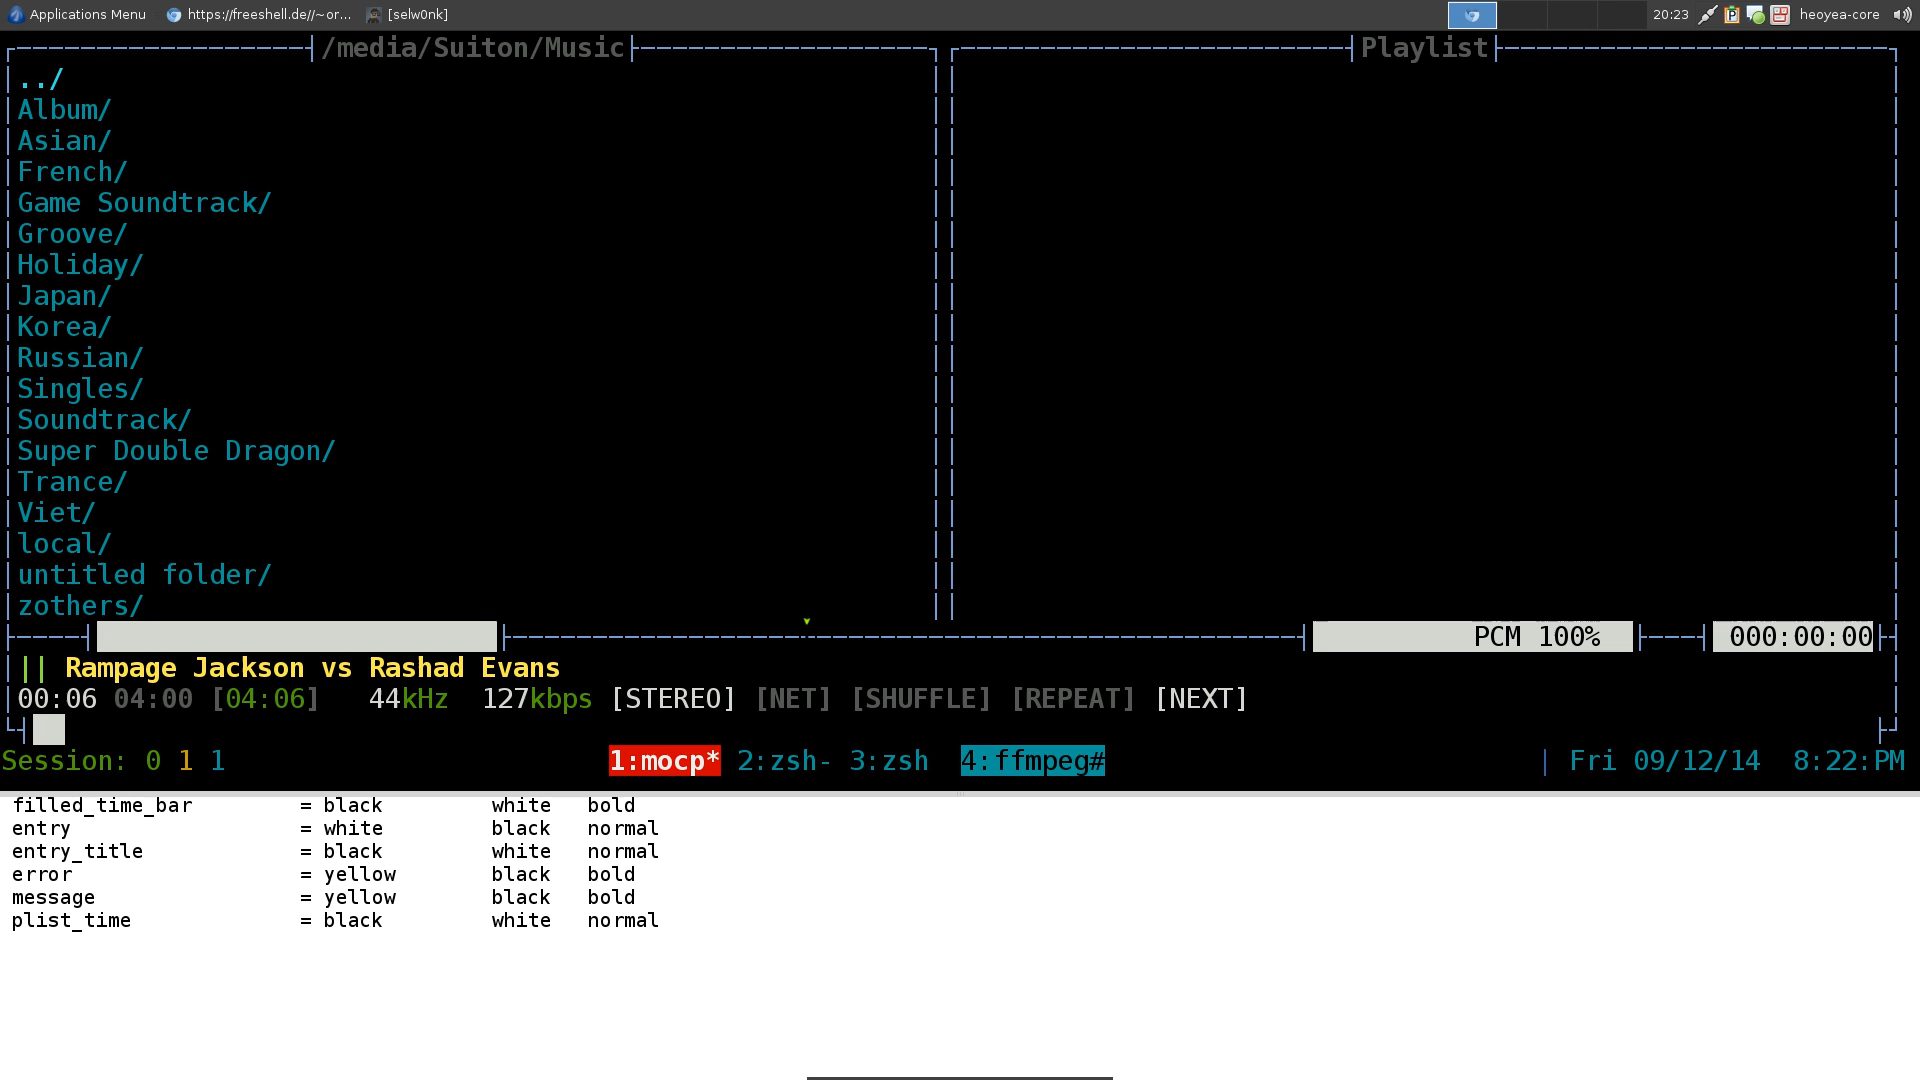 Applications Menu https://freeshell.de//~or... [selw0nk] 20:23 heoyea-core
/media/Suiton/Music Playlist
../
Album/
Asian/
French/
Game Soundtrack/
Groove/
Holiday/
Japan/
Korea/
Russian/
Singles/
Soundtrack/
Super Double Dragon/
Trance/
Viet/
local/
untitled folder/
zothers/
PCM 100% 000:00:00
|| Rampage Jackson vs Rashad Evans
00:06 04:00 [04:06] 44kHz 127kbps [STEREO] [NET] [SHUFFLE] [REPEAT] [NEXT]
Session: 0 1 1 1:mocp* 2:zsh- 3:zsh 4:ffmpeg# | Fri 09/12/14 8:22:PM
filled_time_bar = black white bold
entry = white black normal
entry_title = black white normal
error = yellow black bold
message = yellow black bold
plist_time = black white normal